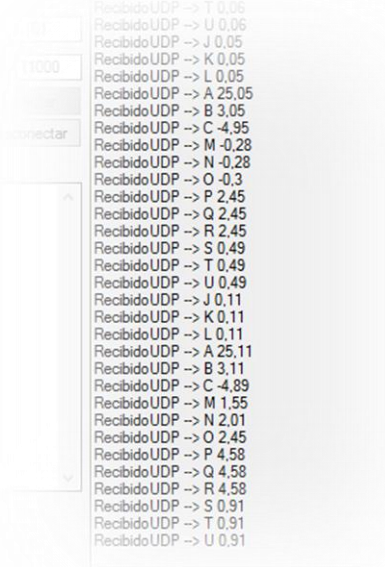 RecibidoUDP --> T 0,06
RecibidoUDP --> U 0,06
RecibidoUDP --> J 0,05
RecibidoUDP --> K 0,05
RecibidoUDP --> L 0,05
RecibidoUDP --> A 25,05
RecibidoUDP --> B 3,05
RecibidoUDP --> C -4,95
RecibidoUDP --> M -0,28
RecibidoUDP --> N -0,28
RecibidoUDP --> O -0,3
RecibidoUDP --> P 2,45
RecibidoUDP --> Q 2,45
RecibidoUDP --> R 2,45
RecibidoUDP --> S 0,49
RecibidoUDP --> T 0,49
RecibidoUDP --> U 0,49
RecibidoUDP --> J 0,11
RecibidoUDP --> K 0,11
RecibidoUDP --> L 0,11
RecibidoUDP --> A 25,11
RecibidoUDP --> B 3,11
RecibidoUDP --> C -4,89
RecibidoUDP --> M 1,55
RecibidoUDP --> N 2,01
RecibidoUDP --> O 2,45
RecibidoUDP --> P 4,58
RecibidoUDP --> Q 4,58
RecibidoUDP --> R 4,58
RecibidoUDP --> S 0,91
RecibidoUDP --> T 0,91
RecibidoUDP --> U 0,91